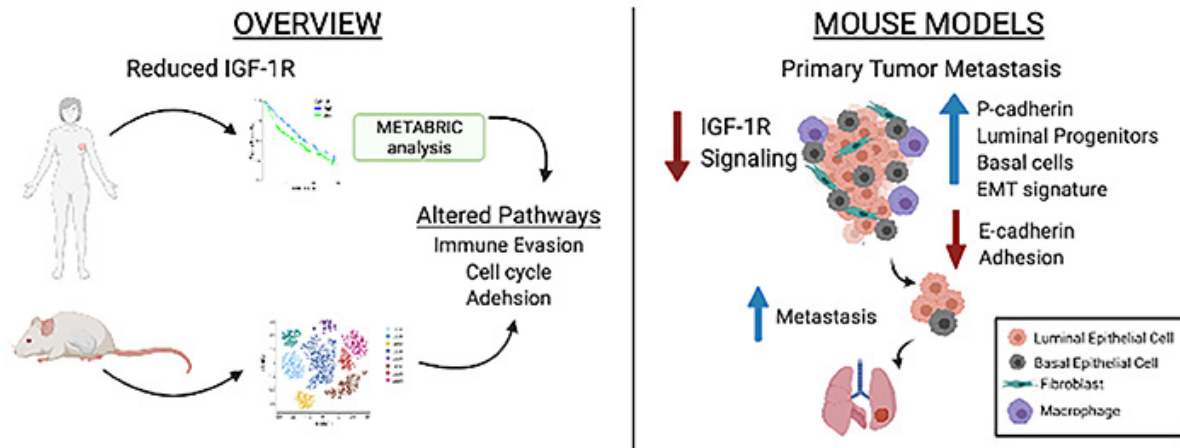 OVERVIEW
Reduced IGF-1R
METABRIC
analysis
Altered Pathways
Immune Evasion
Cell cycle
Adehsion
MOUSE MODELS
Primary Tumor Metastasis
IGF-1R
Signaling
P-cadherin
Luminal Progenitors
Basal cells
EMT signature
E-cadherin
Adhesion
Metastasis
Luminal Epithelial Cell
Basal Epithelial Cell
Fibroblast
Macrophage